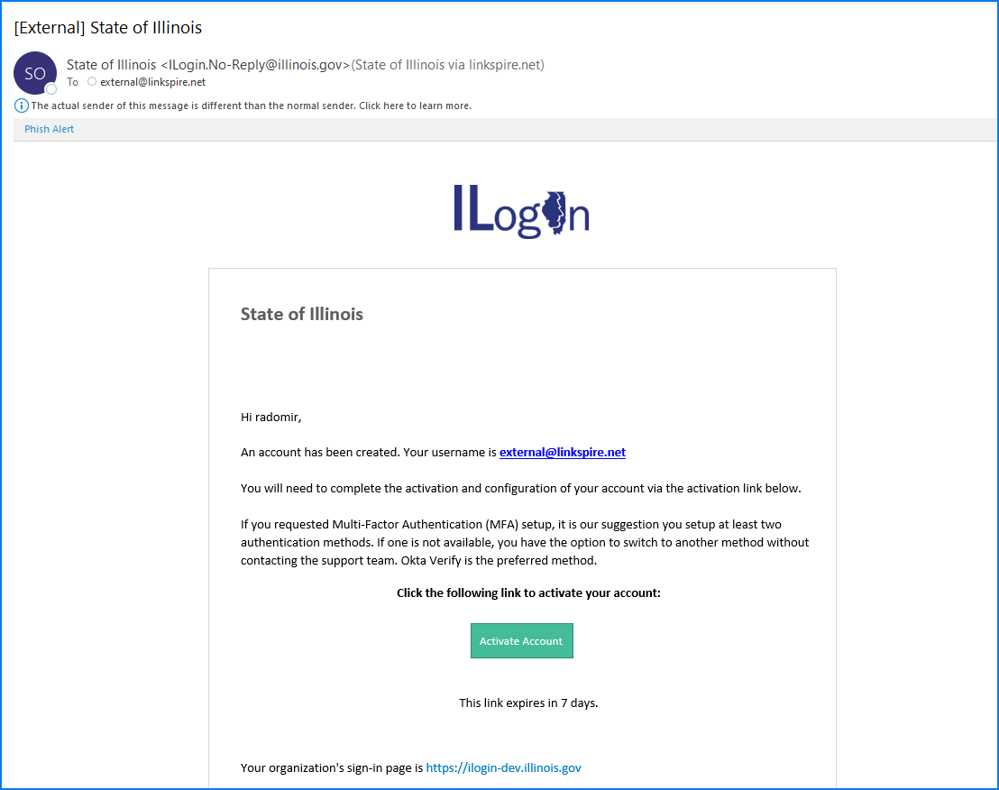 [External] State of Illinois
SO
State of Illinois <ILogin.No-Reply@illinois.gov>(State of Illinois via linkspire.net)
To external@linkspire.net
The actual sender of this message is different than the normal sender. Click here to learn more.
Phish Alert
ILogIn
State of Illinois
Hi radomir,
An account has been created. Your username is external@linkspire.net
You will need to complete the activation and configuration of your account via the activation link below.
If you requested Multi-Factor Authentication (MFA) setup, it is our suggestion you setup at least two
authentication methods. If one is not available, you have the option to switch to another method without
contacting the support team. Okta Verify is the preferred method.
Click the following link to activate your account:
Activate Account
This link expires in 7 days.
Your organization's sign-in page is https://ilogin-dev.illinois.gov